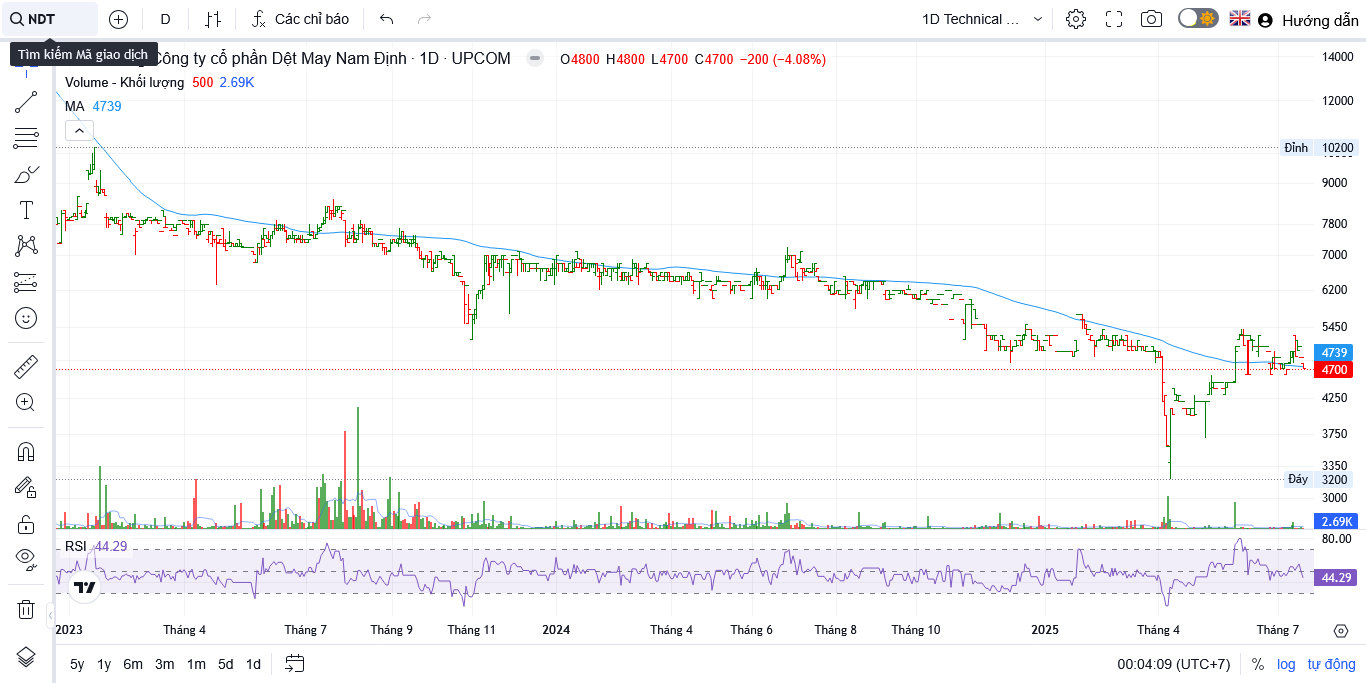 NDT
D
Các chỉ báo
1D Technical ...
Hướng dẫn
Tìm kiếm Mã giao dịch
Công ty cổ phần Dệt May Nam Định · 1D · UPCOM
O4800 H4800 L4700 C4700 −200 (−4.08%)
Volume - Khối lượng 500 2.69K
MA 4739
14000
12000
Đỉnh 10200
9000
7800
7000
6200
5450
4739
4700
4250
3750
3350
Đáy 3200
3000
2.69K
RSI 44.29
80.00
44.29
2023 Tháng 4 Tháng 7 Tháng 9 Tháng 11 2024 Tháng 4 Tháng 6 Tháng 8 Tháng 10 2025 Tháng 4 Tháng 7
5y 1y 6m 3m 1m 5d 1d
00:04:09 (UTC+7) % log tự động